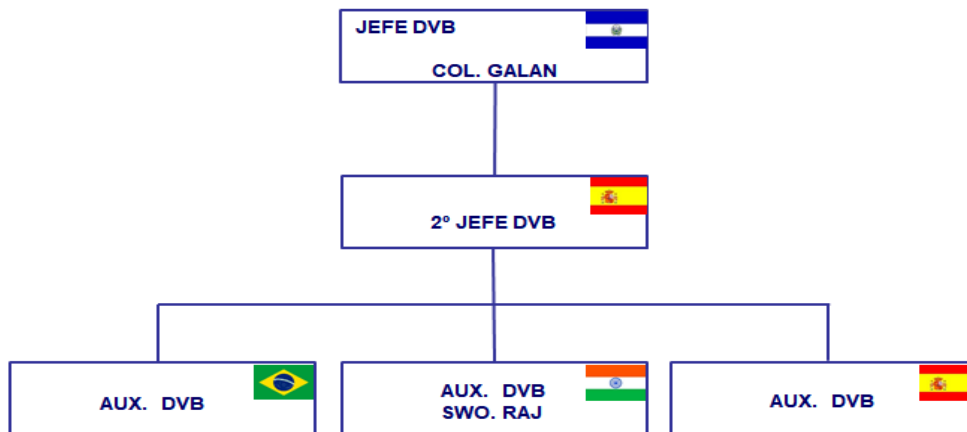 JEFE DVB
COL. GALAN
2º JEFE DVB
AUX. DVB
AUX. DVB
SWO. RAJ
AUX. DVB